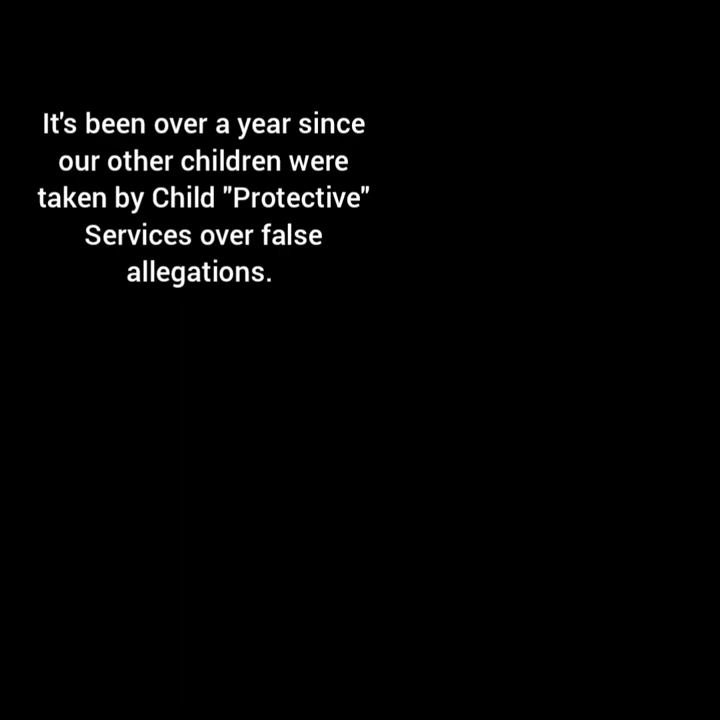 It's been over a year since
our other children were
taken by Child "Protective"
Services over false
allegations.